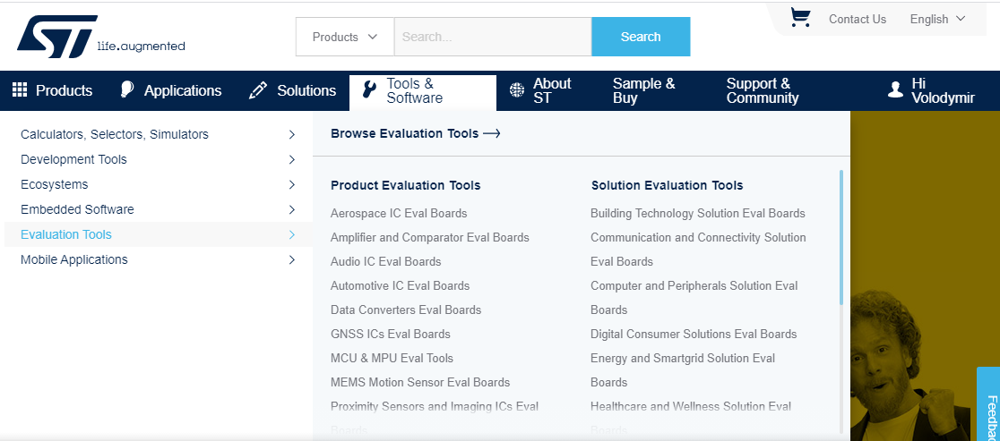 ST life.augmented
Products
Search...
Search
Contact Us
English
Products
Applications
Solutions
Tools &
Software
About
ST
Sample &
Buy
Support &
Community
Hi
Volodymir
Calculators, Selectors, Simulators
Development Tools
Ecosystems
Embedded Software
Evaluation Tools
Mobile Applications
Browse Evaluation Tools
Product Evaluation Tools
Aerospace IC Eval Boards
Amplifier and Comparator Eval Boards
Audio IC Eval Boards
Automotive IC Eval Boards
Data Converters Eval Boards
GNSS ICs Eval Boards
MCU & MPU Eval Tools
MEMS Motion Sensor Eval Boards
Proximity Sensors and Imaging ICs Eval
Boards
Solution Evaluation Tools
Building Technology Solution Eval Boards
Communication and Connectivity Solution
Eval Boards
Computer and Peripherals Solution Eval
Boards
Digital Consumer Solutions Eval Boards
Energy and Smartgrid Solution Eval
Boards
Healthcare and Wellness Solution Eval
Boards